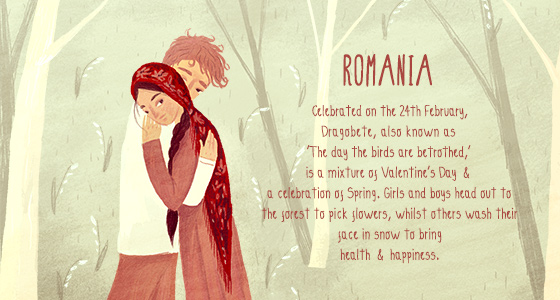 ROMANIA
Celebrated on the 24th February,
Dragobete, also known as
'The day the birds are betrothed,'
is a mixture of Valentine's Day &
a celebration of Spring. Girls and boys head out to
the forest to pick flowers, whilst others wash their
face in snow to bring
health & happiness.